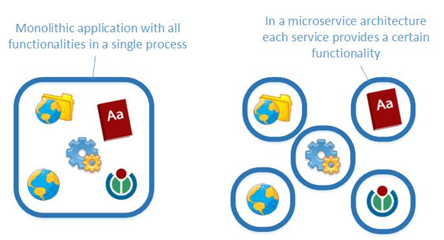 Monolithic application with all
functionalities in a single process
In a microservice architecture
each service provides a certain
functionality
Aa
Aa